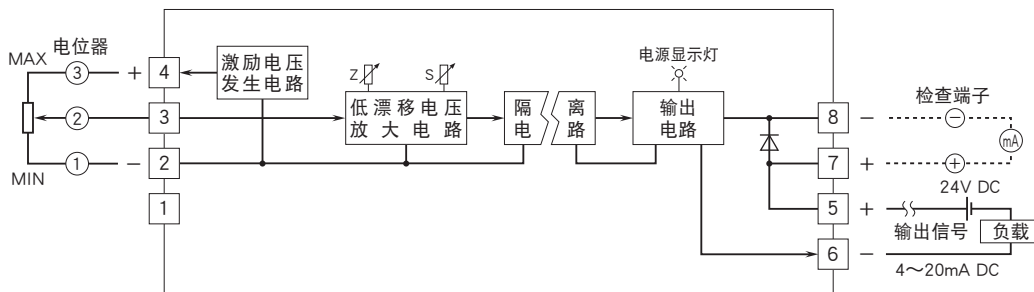 MAX
电位器
③
+
4
激励电压
发生电路
Z
S
②
3
低漂移电压
放大电路
隔 离
电 路
电源显示灯
输出
电路
①
MIN
−
2
1
8
−
检查端子
−
mA
7
+
+
5
+
24V DC
输出信号
负载
6
−
4～20mA DC